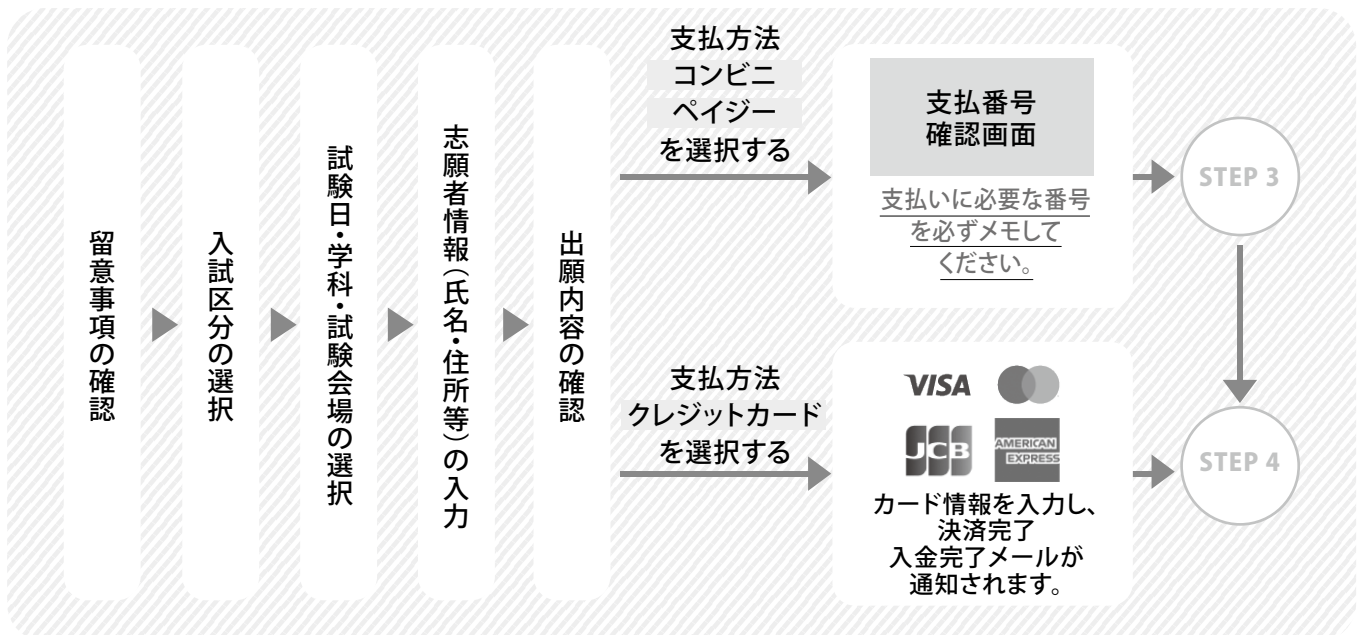 留意事項の確認
入試区分の選択
試験日・学科・試験会場の選択
志願者情報(氏名・住所等)の入力
出願内容の確認
支払方法
コンビニ
ペイジー
を選択する
支払番号
確認画面
支払いに必要な番号
を必ずメモして
ください。
STEP 3
支払方法
クレジットカード
を選択する
VISA
JCB
AMERICAN
EXPRESS
カード情報を入力し、
決済完了
入金完了メールが
通知されます。
STEP 4